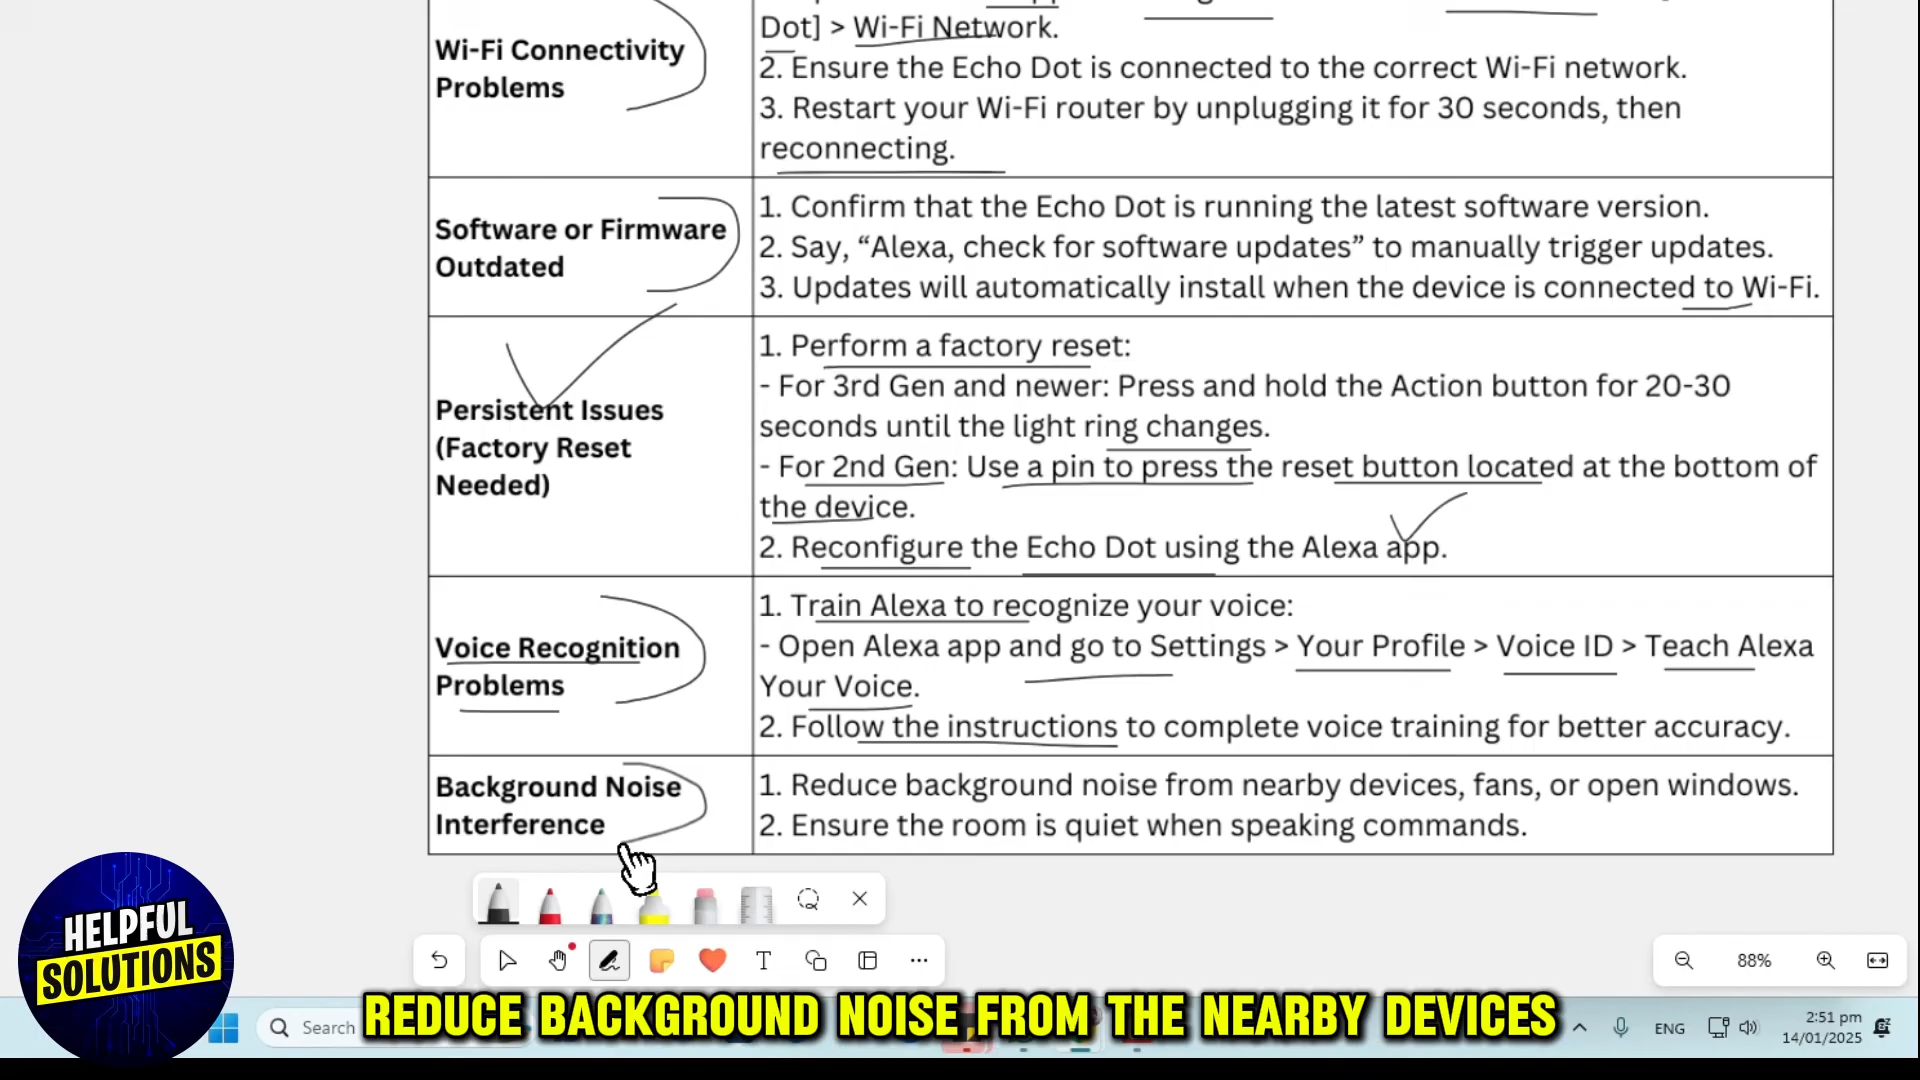 Wi-Fi Connectivity
Problems
Dot] > Wi-Fi Network.
2. Ensure the Echo Dot is connected to the correct Wi-Fi network.
3. Restart your Wi-Fi router by unplugging it for 30 seconds, then
reconnecting.
Software or Firmware
Outdated
1. Confirm that the Echo Dot is running the latest software version.
2. Say, “Alexa, check for software updates” to manually trigger updates.
3. Updates will automatically install when the device is connected to Wi-Fi.
Persistent Issues
(Factory Reset
Needed)
1. Perform a factory reset:
- For 3rd Gen and newer: Press and hold the Action button for 20-30
seconds until the light ring changes.
- For 2nd Gen: Use a pin to press the reset button located at the bottom of
the device.
2. Reconfigure the Echo Dot using the Alexa app.
Voice Recognition
Problems
1. Train Alexa to recognize your voice:
- Open Alexa app and go to Settings > Your Profile > Voice ID > Teach Alexa
Your Voice.
2. Follow the instructions to complete voice training for better accuracy.
Background Noise
Interference
1. Reduce background noise from nearby devices, fans, or open windows.
2. Ensure the room is quiet when speaking commands.
HELPFUL
SOLUTIONS
T
88%
Search
REDUCE BACKGROUND NOISE FROM THE NEARBY DEVICES
ENG
2:51 pm
14/01/2025